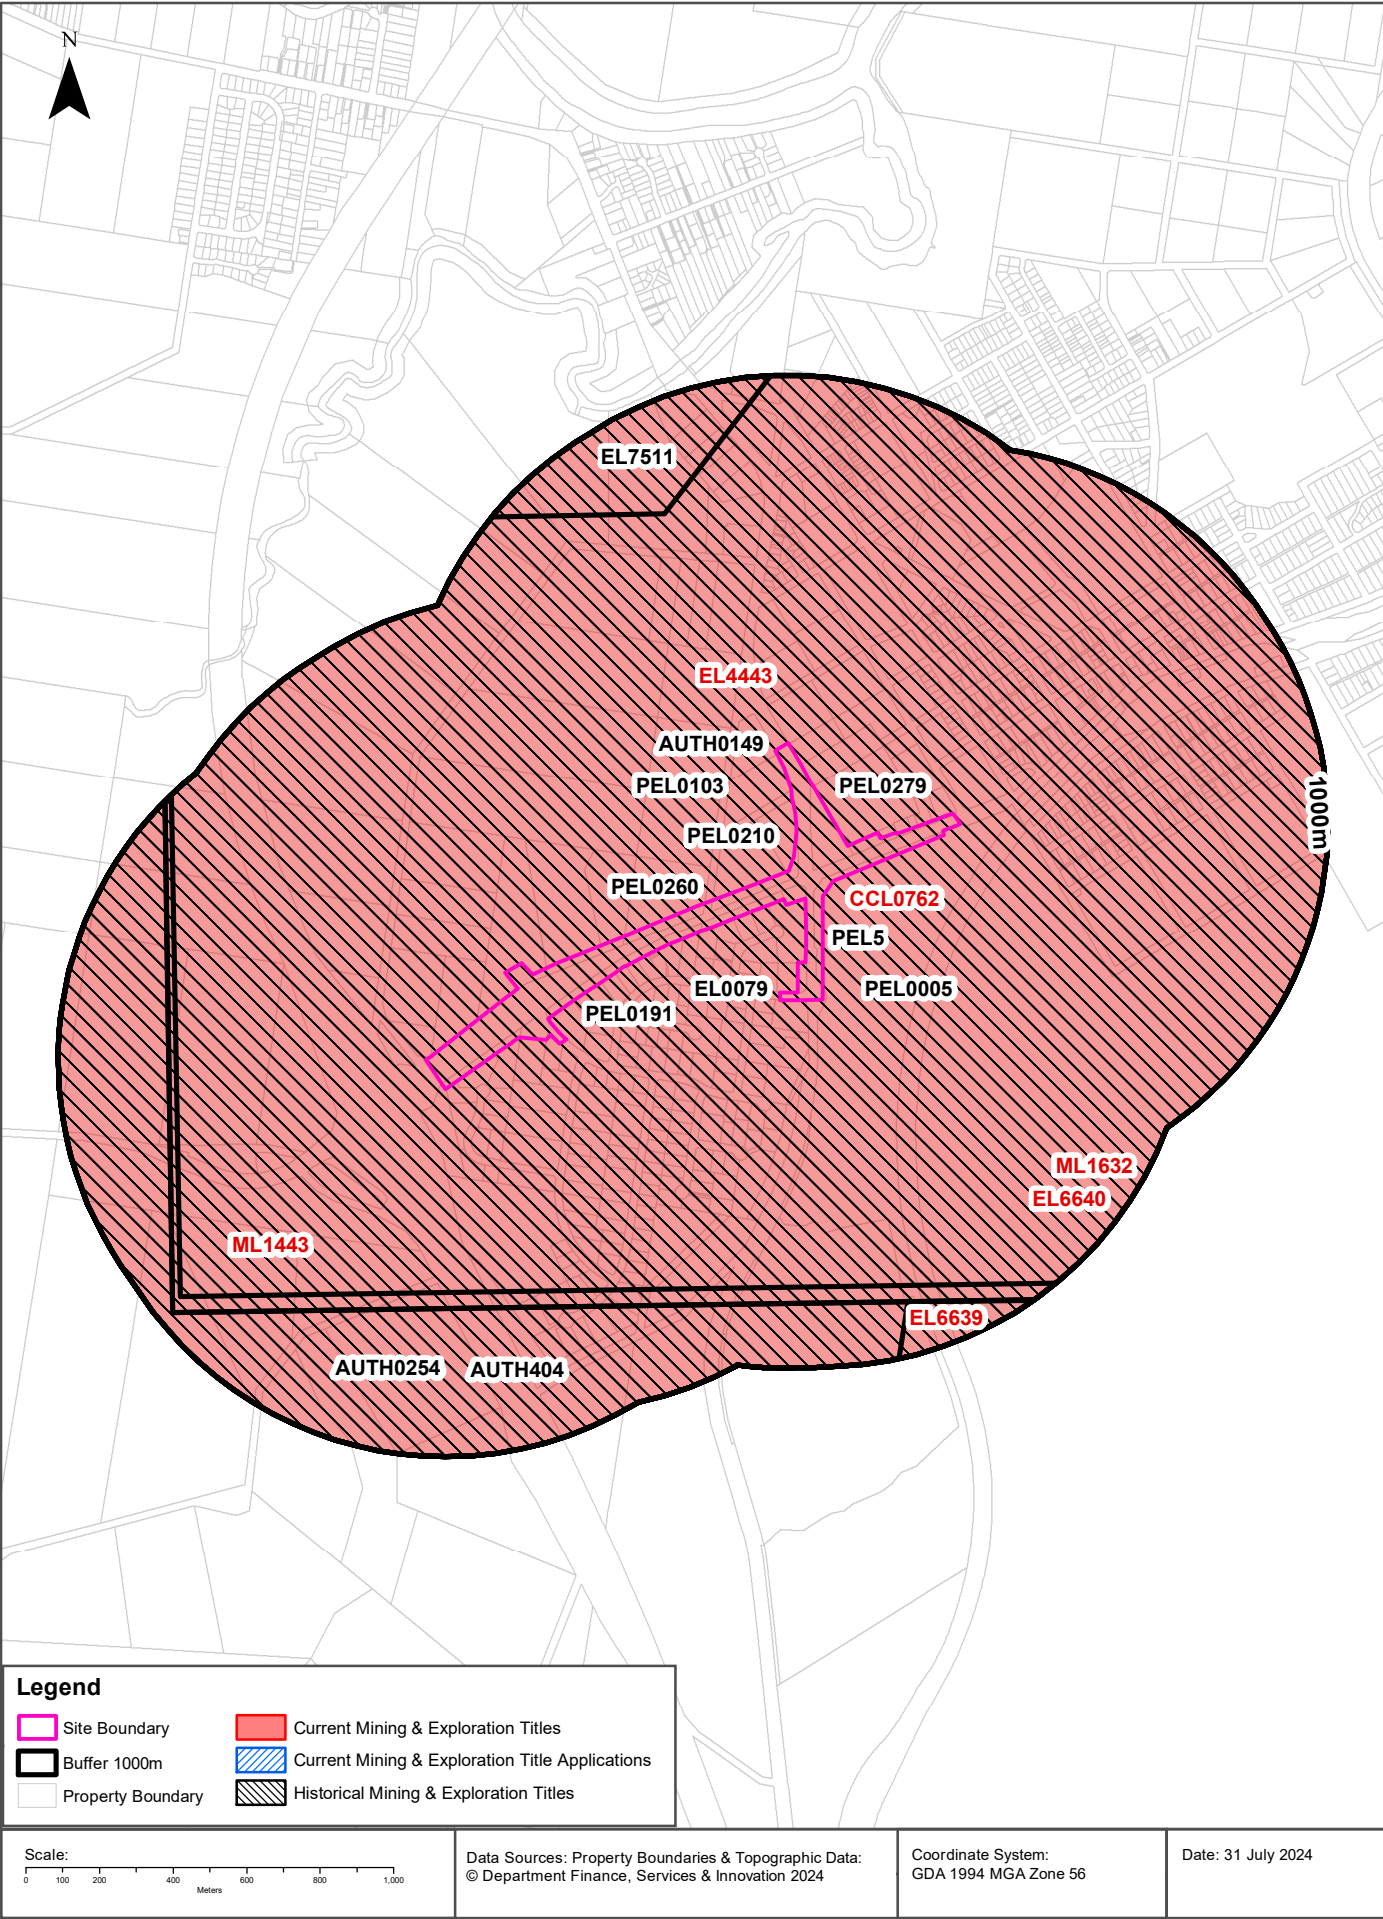 N
EL7511
EL4443
AUTH0149
PEL0103
PEL0279
PEL0210
PEL0260
CCL0762
PEL5
EL0079
PEL0005
PEL0191
1000m
ML1632
EL6640
ML1443
EL6639
AUTH0254
AUTH404
Legend
Site Boundary
Buffer 1000m
Property Boundary
Current Mining & Exploration Titles
Current Mining & Exploration Title Applications
Historical Mining & Exploration Titles
Scale:
0 100 200 400 600 800 1,000
Meters
Data Sources: Property Boundaries & Topographic Data:
© Department Finance, Services & Innovation 2024
Coordinate System:
GDA 1994 MGA Zone 56
Date: 31 July 2024